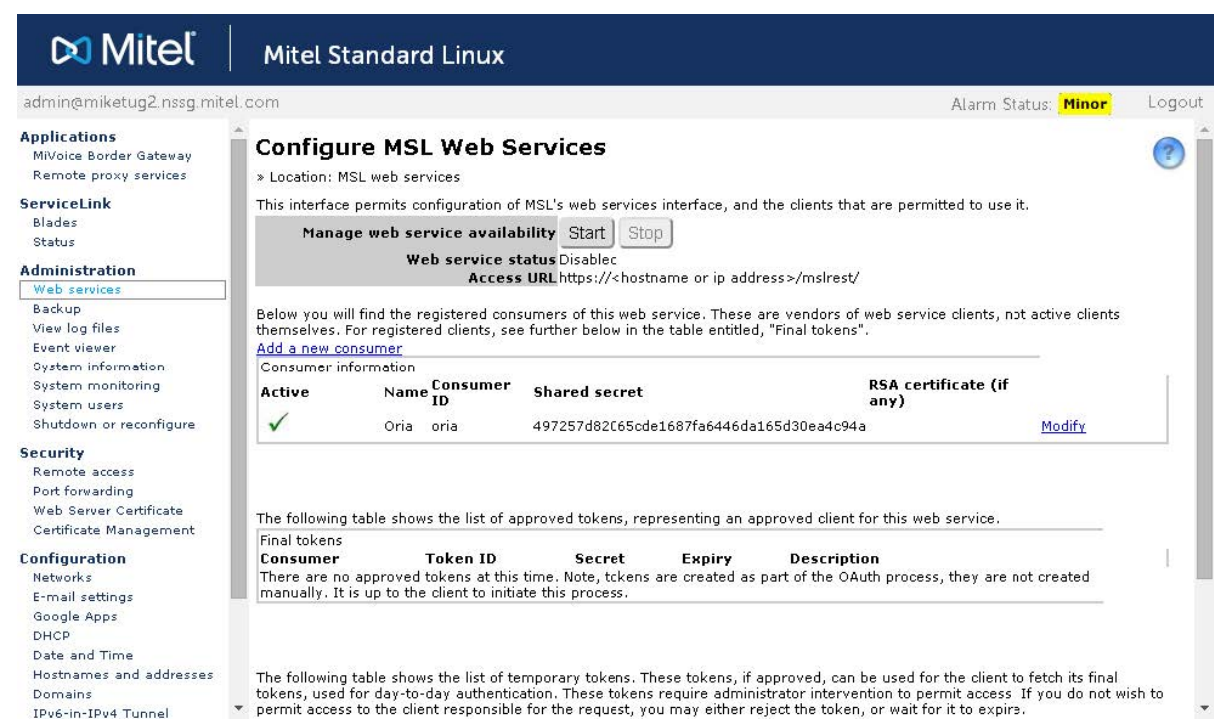 Mitel
Mitel Standard Linux
admin@miketug2.nssg.mitel.com
Alarm Status: Minor
Logout
Applications
MiVoice Border Gateway
Remote proxy services
ServiceLink
Blades
Status
Administration
Web services
Backup
View log files
Event viewer
System information
System monitoring
System users
Shutdown or reconfigure
Security
Remote access
Port forwarding
Web Server Certificate
Certificate Management
Configuration
Networks
E-mail settings
Google Apps
DHCP
Date and Time
Hostnames and addresses
Domains
IPv6-in-IPv4 Tunnel
Configure MSL Web Services
?
» Location: MSL web services
This interface permits configuration of MSL's web services interface, and the clients that are permitted to use it.
Manage web service availability Start Stop
Web service status Disabled
Access URL https://<hostname or ip address>/mslrest/
Below you will find the registered consumers of this web service. These are vendors of web service clients, not active clients
themselves. For registered clients, see further below in the table entitled, "Final tokens".
Add a new consumer
Consumer information
Active Name Consumer ID Shared secret RSA certificate (if any)
Oria oria 497257d82065cde1687fa6446da165d30ea4c94a Modify
The following table shows the list of approved tokens, representing an approved client for this web service.
Final tokens
Consumer Token ID Secret Expiry Description
There are no approved tokens at this time. Note, tokens are created as part of the OAuth process, they are not created
manually. It is up to the client to initiate this process.
The following table shows the list of temporary tokens. These tokens, if approved, can be used for the client to fetch its final
tokens, used for day-to-day authentication. These tokens require administrator intervention to permit access. If you do not wish to
permit access to the client responsible for the request, you may either reject the token, or wait for it to expire.